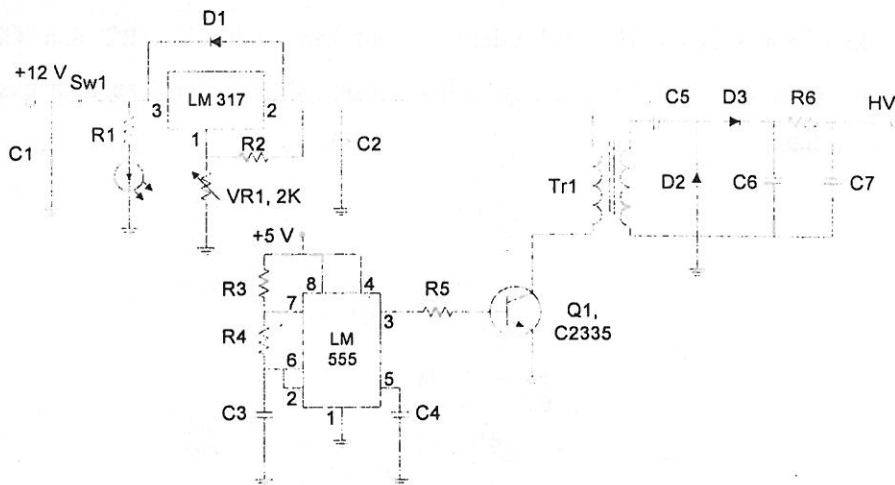 D1
+12 V
Sw1
3
LM 317
2
C5
D3
R6
HV
R1
1
R2
C1
C2
VR1, 2K
Tr1
D2
C6
C7
+5 V
R3
8
4
R5
7
3
Q1,
C2335
R4
LM
555
6
5
2
C3
1
C4